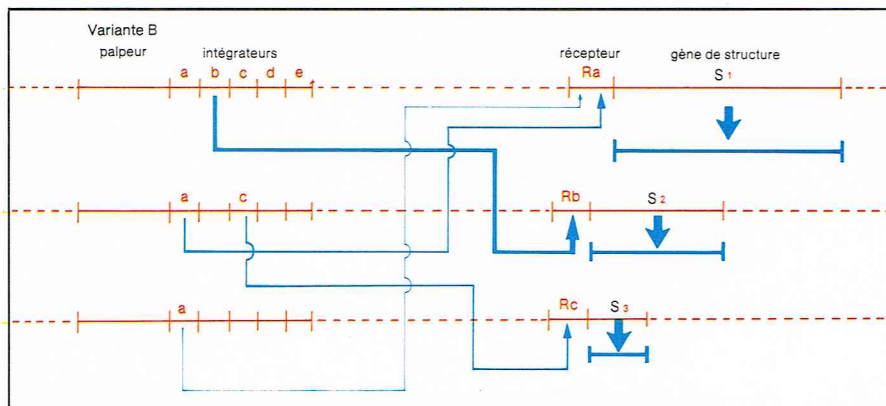 Variante B
palpeur intégrateurs récepteur gène de structure
a b c d e Ra S 1
a c Rb S 2
a Rc S 3